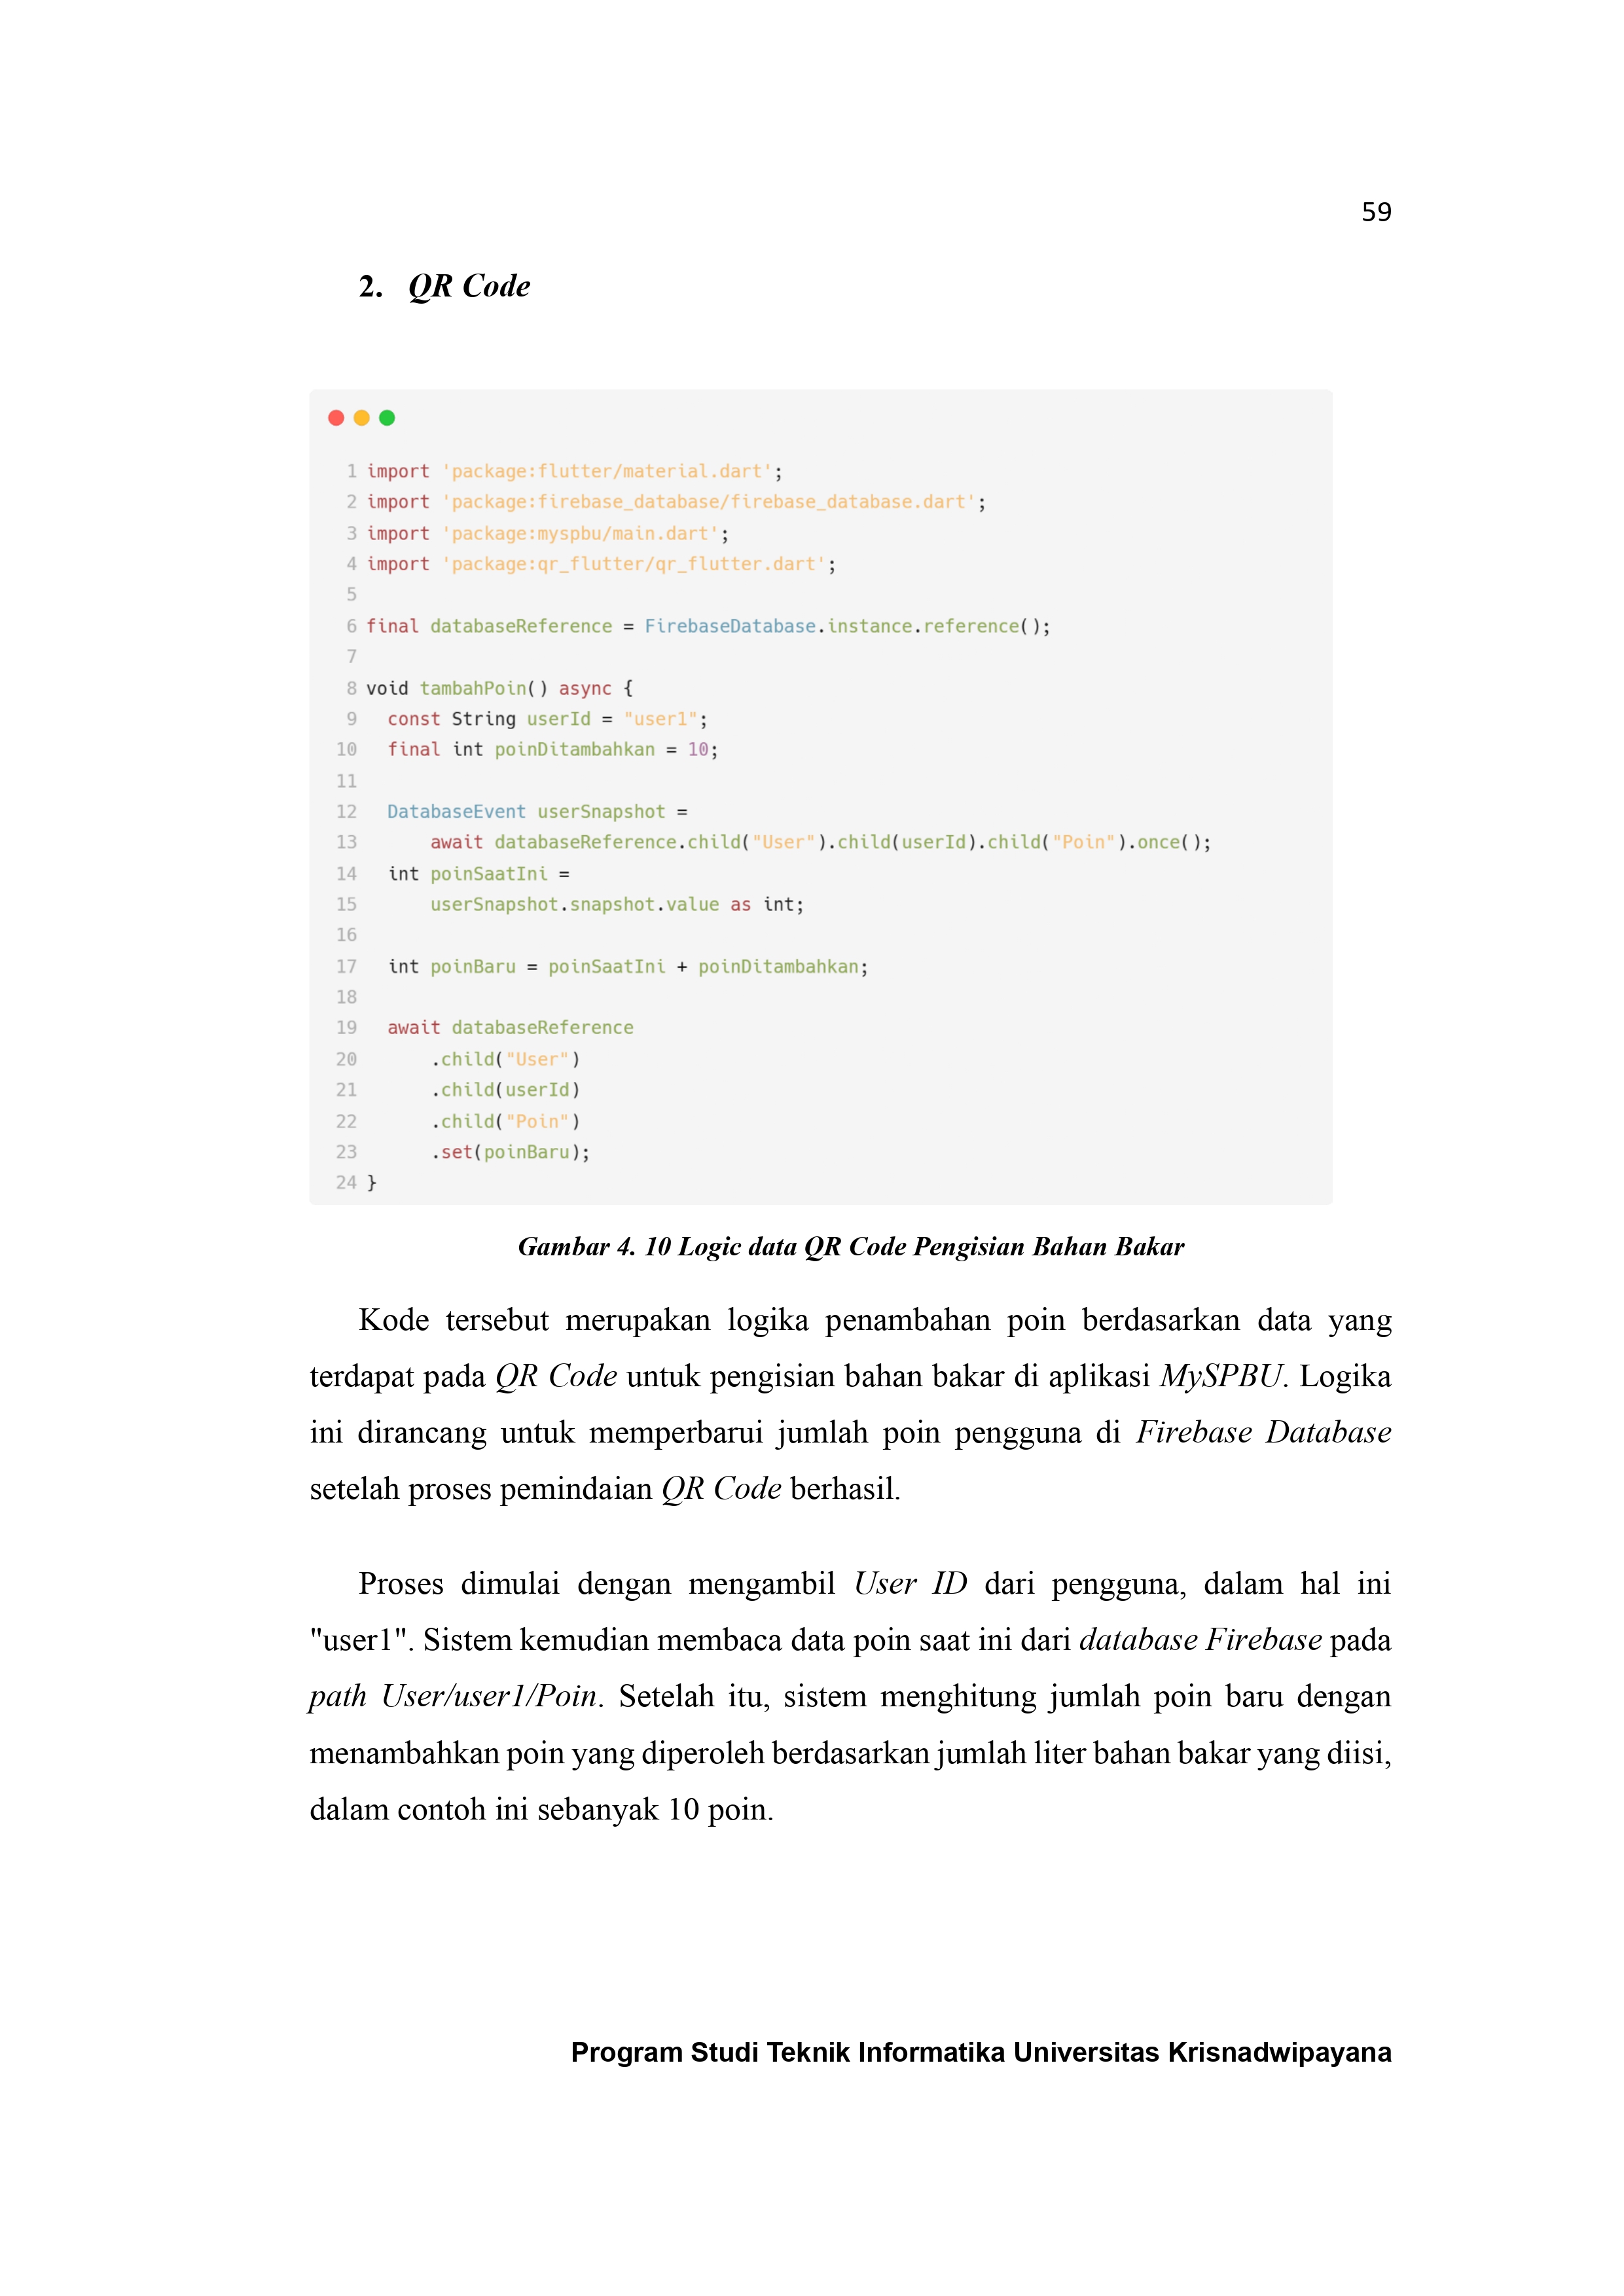 59
2. QR Code
1 import 'package:flutter/material.dart';
2 import 'package:firebase_database/firebase_database.dart';
3 import 'package:myspbu/main.dart';
4 import 'package:qr_flutter/qr_flutter.dart';
5
6 final databaseReference = FirebaseDatabase.instance.reference();
7
8 void tambahPoin() async {
9   const String userId = "user1";
10   final int poinDitambahkan = 10;
11
12   DatabaseEvent userSnapshot =
13       await databaseReference.child("User").child(userId).child("Poin").once();
14   int poinSaatIni =
15       userSnapshot.snapshot.value as int;
16
17   int poinBaru = poinSaatIni + poinDitambahkan;
18
19   await databaseReference
20       .child("User")
21       .child(userId)
22       .child("Poin")
23       .set(poinBaru);
24 }
Gambar 4. 10 Logic data QR Code Pengisian Bahan Bakar
Kode tersebut merupakan logika penambahan poin berdasarkan data yang
terdapat pada QR Code untuk pengisian bahan bakar di aplikasi MySPBU. Logika
ini dirancang untuk memperbarui jumlah poin pengguna di Firebase Database
setelah proses pemindaian QR Code berhasil.
Proses dimulai dengan mengambil User ID dari pengguna, dalam hal ini
"user1". Sistem kemudian membaca data poin saat ini dari database Firebase pada
path User/user1/Poin. Setelah itu, sistem menghitung jumlah poin baru dengan
menambahkan poin yang diperoleh berdasarkan jumlah liter bahan bakar yang diisi,
dalam contoh ini sebanyak 10 poin.
Program Studi Teknik Informatika Universitas Krisnadwipayana